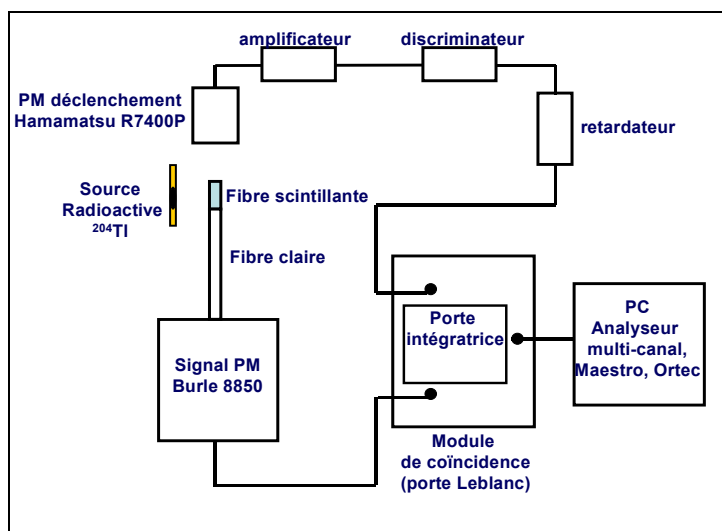 amplificateur
discriminateur
PM déclenchement
Hamamatsu R7400P
retardateur
Source
Radioactive
²⁰⁴Tl
Fibre scintillante
Fibre claire
Signal PM
Burle 8850
Porte
intégratrice
PC
Analyseur
multi-canal,
Maestro, Ortec
Module
de coïncidence
(porte Leblanc)